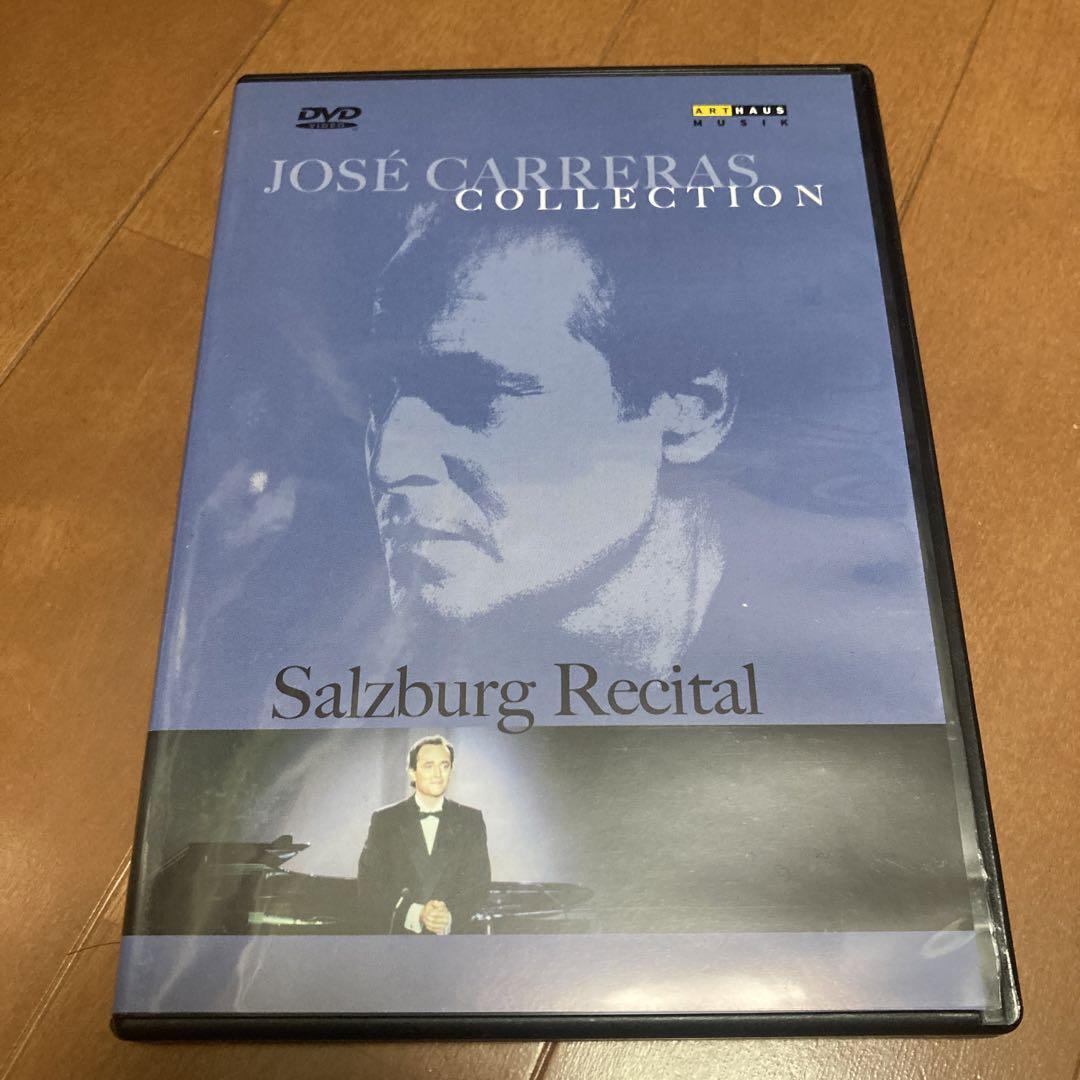 DVD
VIDEO
ARTHAUS
MUSIK
JOSÉ CARRERAS
COLLECTION
Salzburg Recital